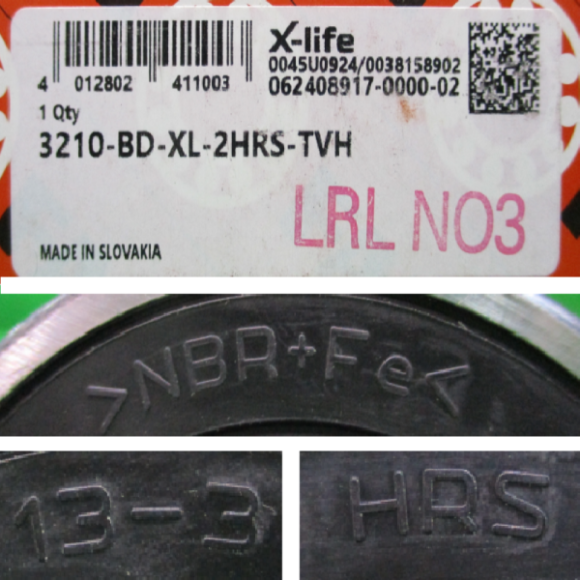 X-life
0045U0924/0038158902
062408917-0000-02
4 012802 411003
1 Qty
3210-BD-XL-2HRS-TVH
LRL NO3
MADE IN SLOVAKIA
>NBR+Fe<
13-3
HRS